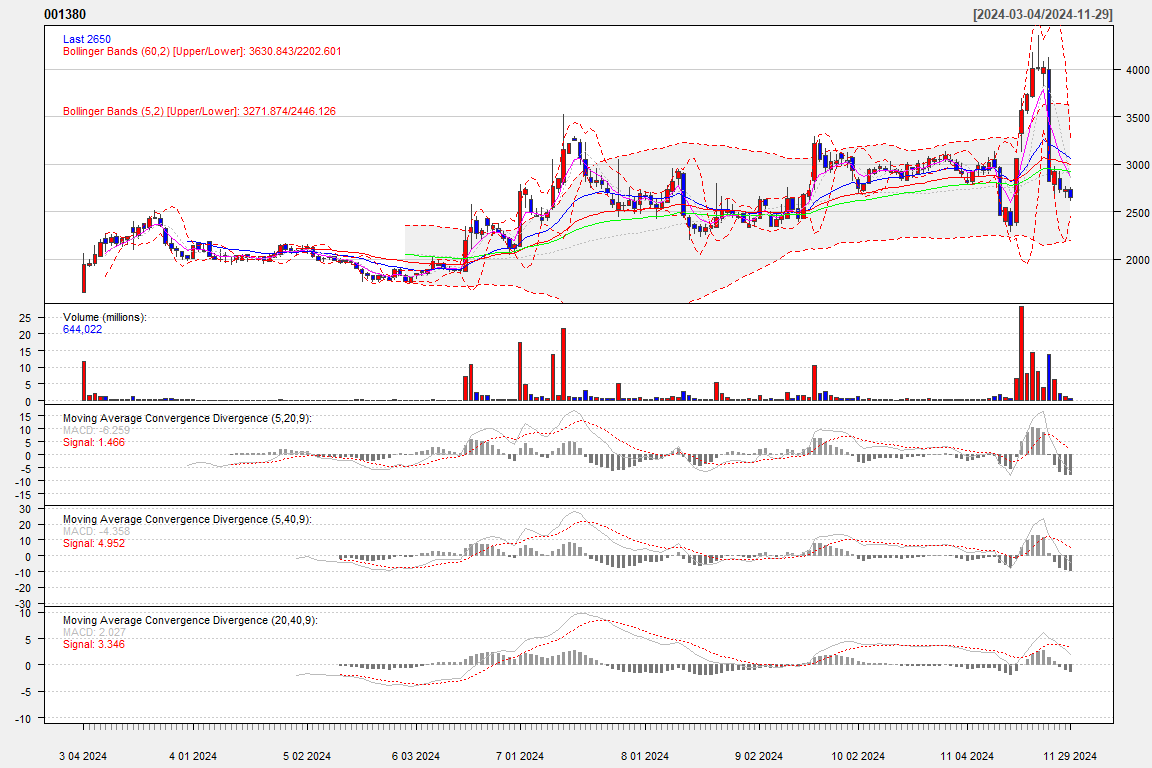 001380
[2024-03-04/2024-11-29]
Last 2650
Bollinger Bands (60,2) [Upper/Lower]: 3630.843/2202.601
Bollinger Bands (5,2) [Upper/Lower]: 3271.874/2446.126
4000
3500
3000
2500
2000
Volume (millions):
644,022
25
20
15
10
5
0
Moving Average Convergence Divergence (5,20,9):
MACD: -6.259
Signal: 1.466
15
10
5
0
-5
-10
-15
Moving Average Convergence Divergence (5,40,9):
MACD: -4.358
Signal: 4.952
30
20
10
0
-10
-20
-30
Moving Average Convergence Divergence (20,40,9):
MACD: 2.027
Signal: 3.346
10
5
0
-5
-10
3 04 2024
4 01 2024
5 02 2024
6 03 2024
7 01 2024
8 01 2024
9 02 2024
10 02 2024
11 04 2024
11 29 2024